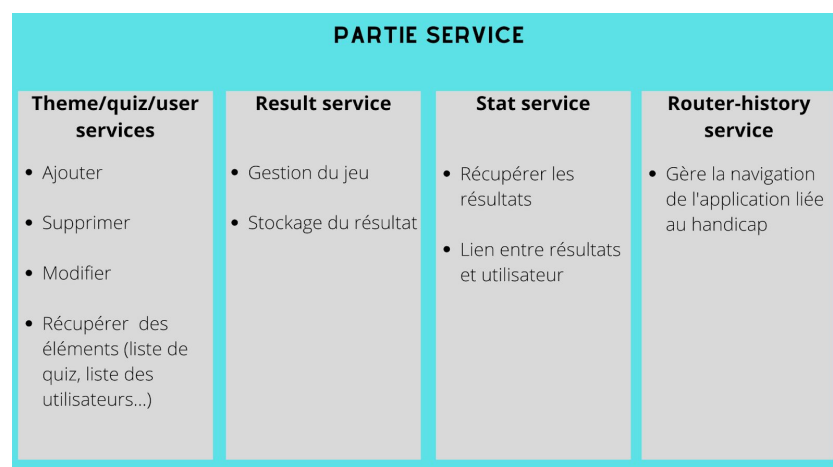 PARTIE SERVICE
Theme/quiz/user
services
• Ajouter
• Supprimer
• Modifier
• Récupérer des
éléments (liste de
quiz, liste des
utilisateurs...)
Result service
• Gestion du jeu
• Stockage du résultat
Stat service
• Récupérer les
résultats
• Lien entre résultats
et utilisateur
Router-history
service
• Gère la navigation
de l'application liée
au handicap